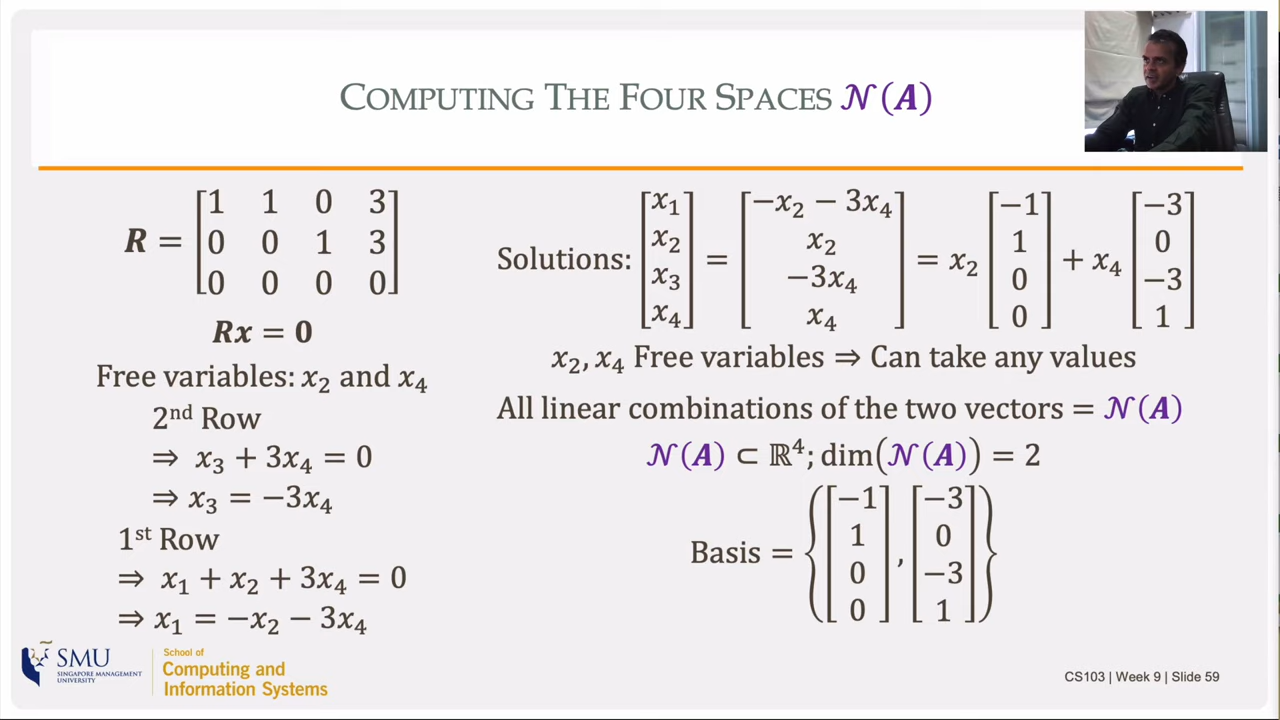 COMPUTING THE FOUR SPACES 𝒩(A)
R = [1 1 0 3
0 0 1 3
0 0 0 0]
Rx = 0
Free variables: x₂ and x₄
2nd Row
⇒ x₃ + 3x₄ = 0
⇒ x₃ = −3x₄
1st Row
⇒ x₁ + x₂ + 3x₄ = 0
⇒ x₁ = −x₂ − 3x₄
Solutions: [x₁ x₂ x₃ x₄] = [−x₂ − 3x₄ x₂ −3x₄ x₄] = x₂ [−1 1 0 0] + x₄ [−3 0 −3 1]
x₂, x₄ Free variables ⇒ Can take any values
All linear combinations of the two vectors = 𝒩(A)
𝒩(A) ⊂ ℝ⁴; dim(𝒩(A)) = 2
Basis = {[−1 1 0 0], [−3 0 −3 1]}
SMU
SINGAPORE MANAGEMENT
UNIVERSITY
School of
Computing and
Information Systems
CS103 | Week 9 | Slide 59